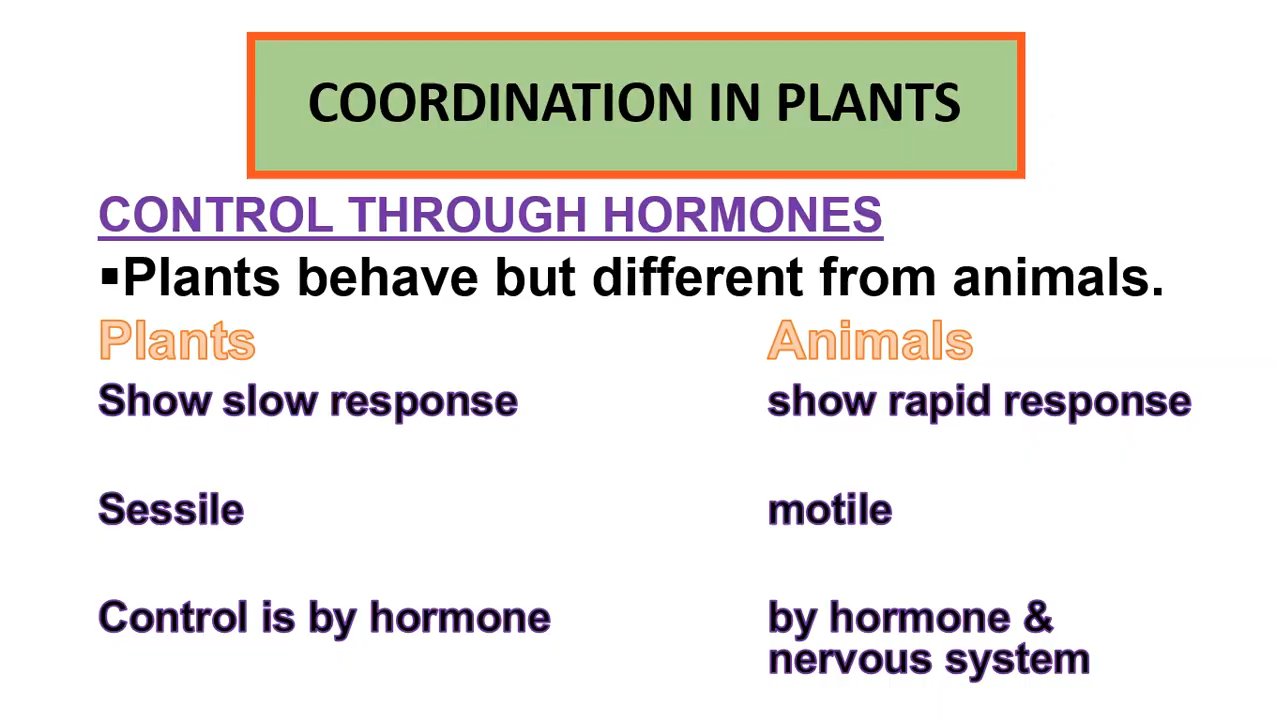 COORDINATION IN PLANTS
CONTROL THROUGH HORMONES
▪Plants behave but different from animals.
Plants Animals
Show slow response show rapid response
Sessile motile
Control is by hormone by hormone &
nervous system